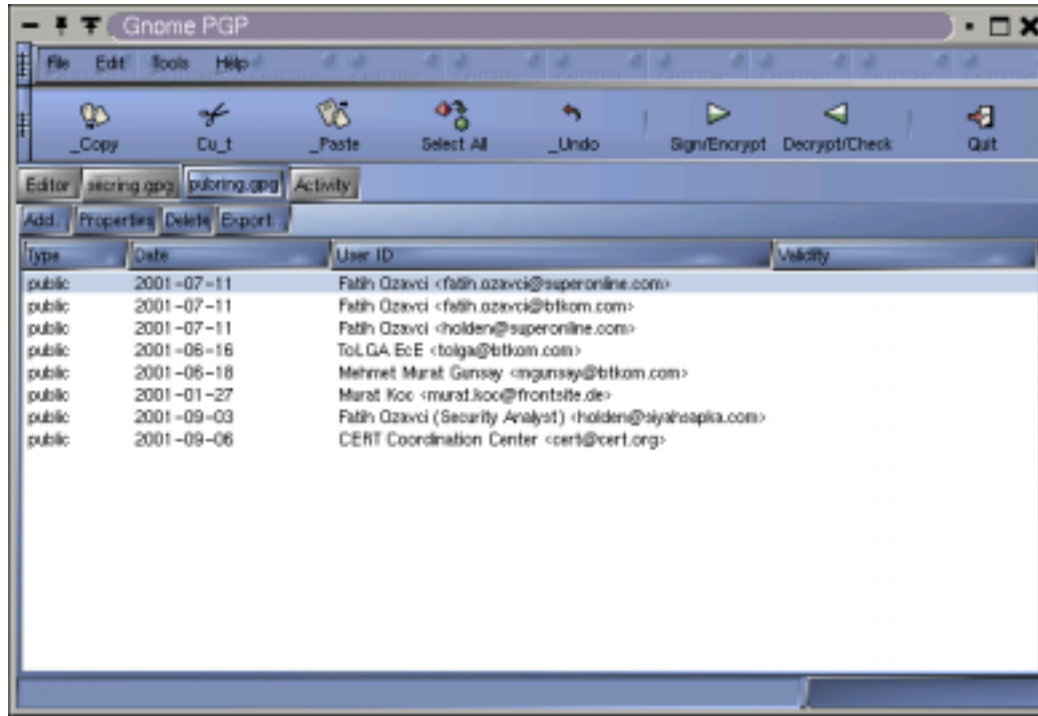 Gnome PGP
File Edit Tools Help
_Copy Cu_t _Paste Select All _Undo Sign/Encrypt Decrypt/Check Quit
Editor secring.gpg pubring.gpg Activity
Add.. Properties Delete Export..
Type Date User ID Validity
public 2001-07-11 Fatih Ozavci <fatih.ozavci@superonline.com>
public 2001-07-11 Fatih Ozavci <fatih.ozavci@btkom.com>
public 2001-07-11 Fatih Ozavci <holden@superonline.com>
public 2001-06-16 ToLGA EcE <tolga@btkom.com>
public 2001-06-18 Mehmet Murat Gunsay <mgunsay@btkom.com>
public 2001-01-27 Murat Koc <murat.koc@frontsite.de>
public 2001-09-03 Fatih Ozavci (Security Analyst) <holden@siyahsapka.com>
public 2001-09-06 CERT Coordination Center <cert@cert.org>